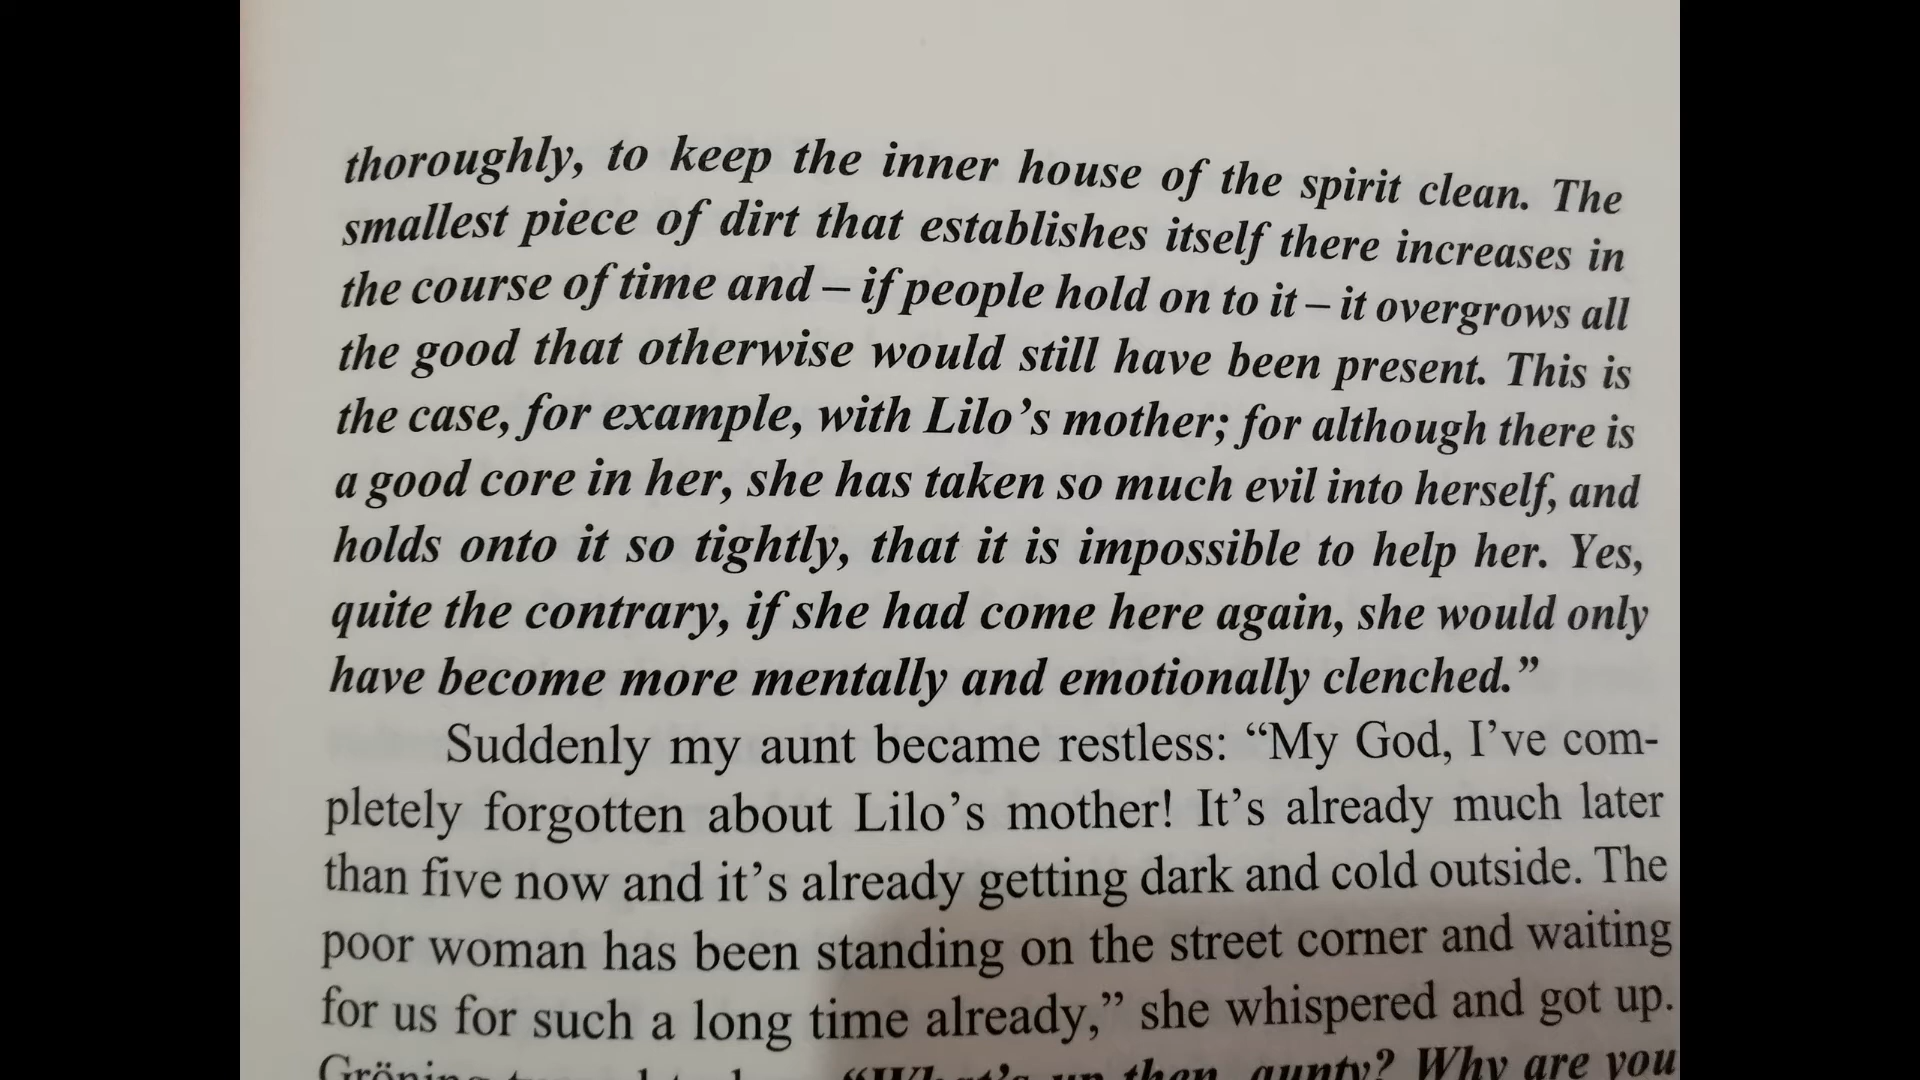 thoroughly, to keep the inner house of the spirit clean. The
smallest piece of dirt that establishes itself there increases in
the course of time and – if people hold on to it – it overgrows all
the good that otherwise would still have been present. This is
the case, for example, with Lilo’s mother; for although there is
a good core in her, she has taken so much evil into herself, and
holds onto it so tightly, that it is impossible to help her. Yes,
quite the contrary, if she had come here again, she would only
have become more mentally and emotionally clenched.”
Suddenly my aunt became restless: “My God, I’ve com-
pletely forgotten about Lilo’s mother! It’s already much later
than five now and it’s already getting dark and cold outside. The
poor woman has been standing on the street corner and waiting
for us for such a long time already,” she whispered and got up.
Gröning “What’s up then, aunty? Why are you